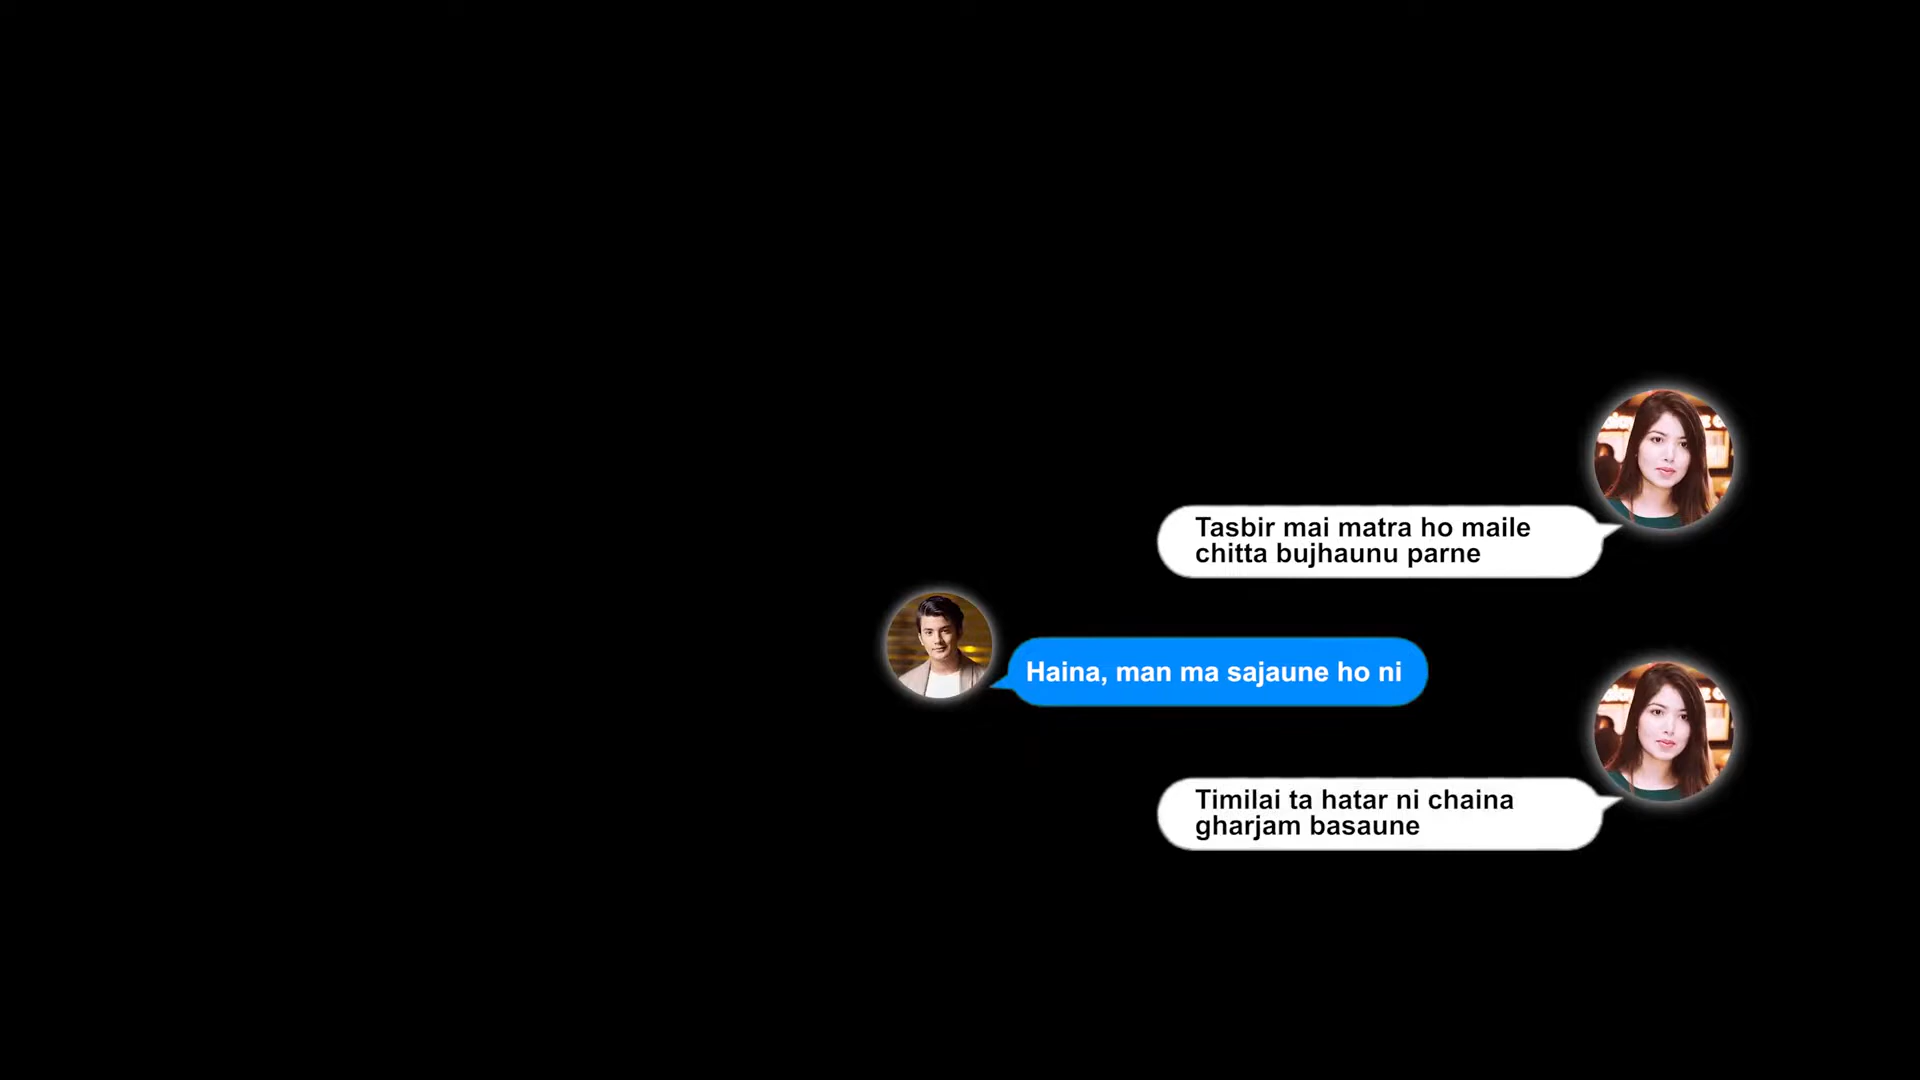 Tasbir mai matra ho maile
chitta bujhaunu parne
Haina, man ma sajaune ho ni
Timilai ta hatar ni chaina
gharjam basaune